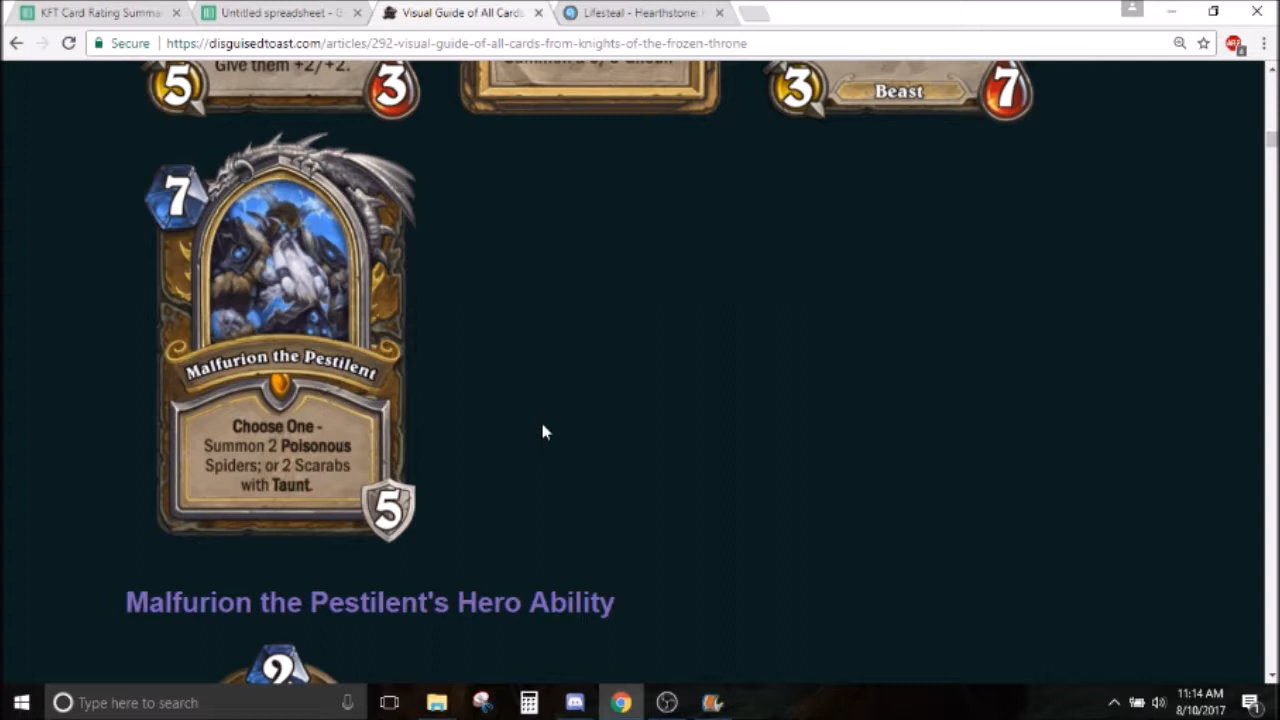 KFT Card Rating Summa
Untitled spreadsheet - G
Visual Guide of All Cards
Lifesteal - Hearthstone: H
Secure
https://disguisedtoast.com/articles/292-visual-guide-of-all-cards-from-knights-of-the-frozen-throne
Give them +2/+2.
5
3
3
Beast
7
7
Malfurion the Pestilent
Choose One -
Summon 2 Poisonous
Spiders; or 2 Scarabs
with Taunt.
5
Malfurion the Pestilent's Hero Ability
2
Type here to search
11:14 AM
8/10/2017